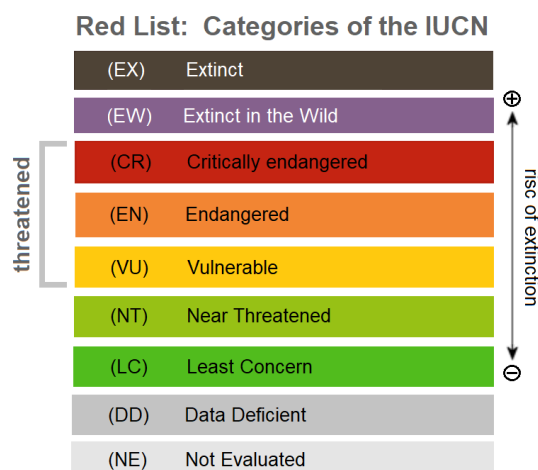 Red List: Categories of the IUCN
(EX) Extinct
(EW) Extinct in the Wild
(CR) Critically endangered
(EN) Endangered
(VU) Vulnerable
(NT) Near Threatened
(LC) Least Concern
(DD) Data Deficient
(NE) Not Evaluated
threatened
risc of extinction